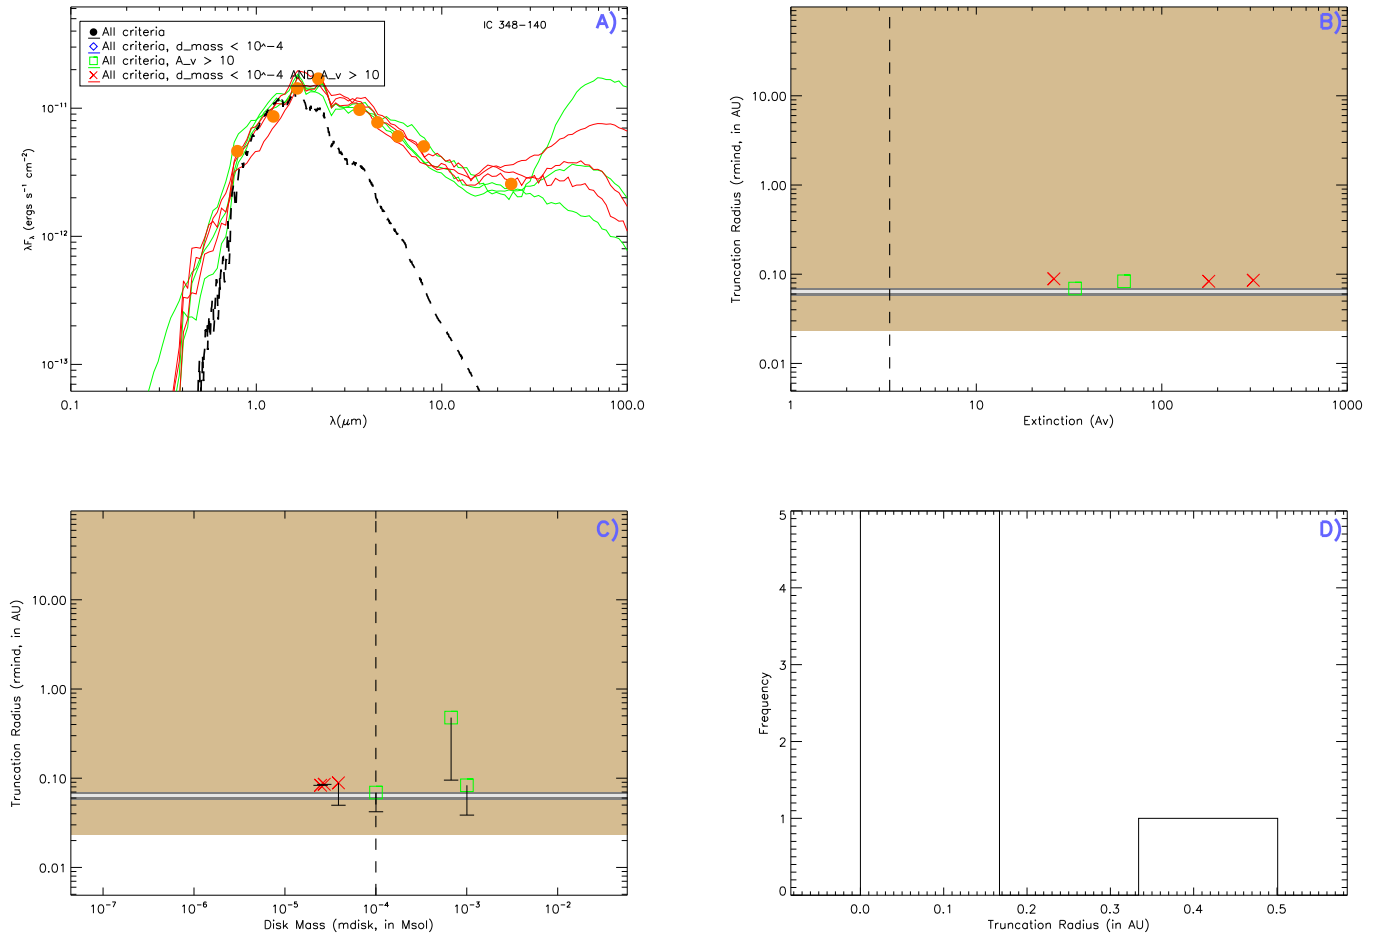 A)
IC 348-140
All criteria
All criteria, d_mass < 10^-4
All criteria, A_v > 10
All criteria, d_mass < 10^-4 AND A_v > 10
10⁻¹¹
10⁻¹²
10⁻¹³
λFλ (ergs s⁻¹ cm⁻²)
0.1 1.0 10.0 100.0
λ(μm)
B)
10.00
1.00
0.10
0.01
Truncation Radius (rmind, in AU)
1 10 100 1000
Extinction (Av)
C)
10.00
1.00
0.10
0.01
Truncation Radius (rmind, in AU)
10⁻⁷ 10⁻⁶ 10⁻⁵ 10⁻⁴ 10⁻³ 10⁻²
Disk Mass (mdisk, in Msol)
D)
5
4
3
2
1
0
Frequency
0.0 0.1 0.2 0.3 0.4 0.5
Truncation Radius (in AU)